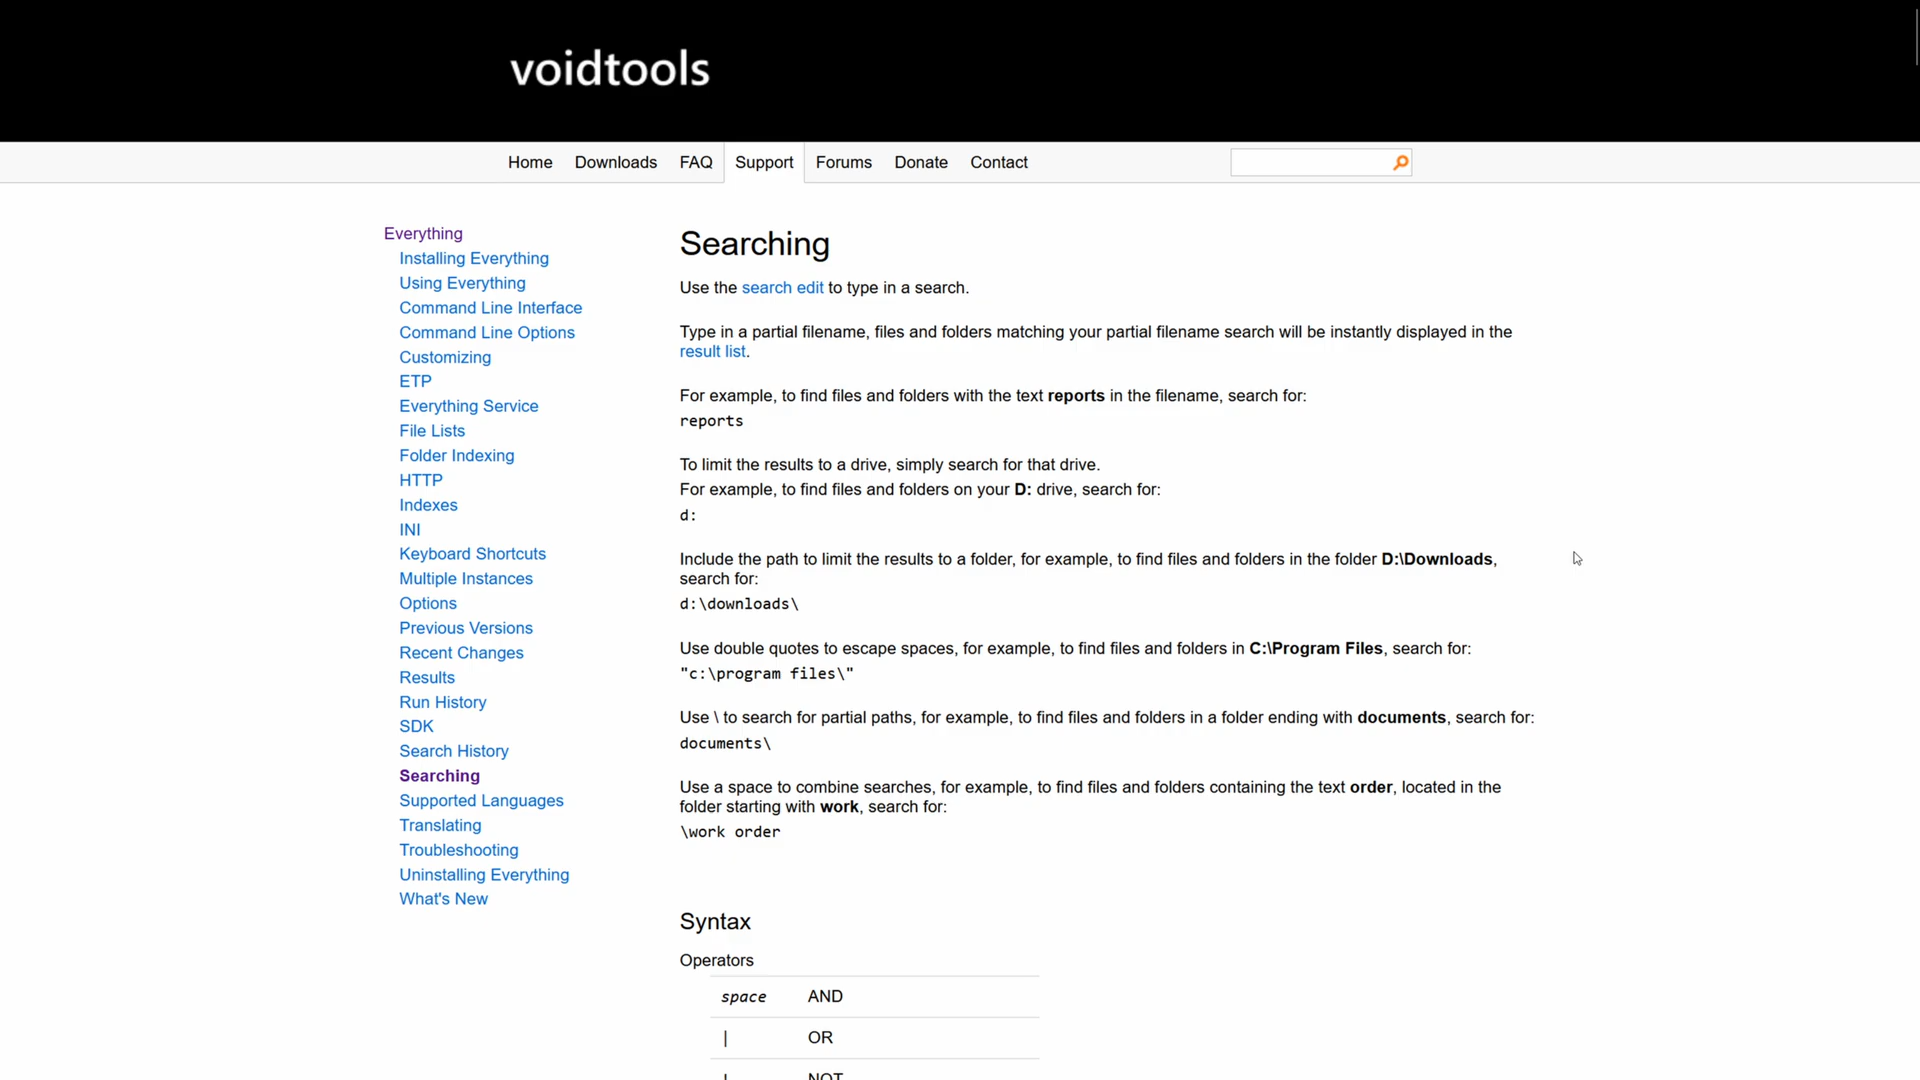 voidtools
Home Downloads FAQ Support Forums Donate Contact
Everything
Installing Everything
Using Everything
Command Line Interface
Command Line Options
Customizing
ETP
Everything Service
File Lists
Folder Indexing
HTTP
Indexes
INI
Keyboard Shortcuts
Multiple Instances
Options
Previous Versions
Recent Changes
Results
Run History
SDK
Search History
Searching
Supported Languages
Translating
Troubleshooting
Uninstalling Everything
What's New
Searching
Use the search edit to type in a search.
Type in a partial filename, files and folders matching your partial filename search will be instantly displayed in the
result list.
For example, to find files and folders with the text reports in the filename, search for:
reports
To limit the results to a drive, simply search for that drive.
For example, to find files and folders on your D: drive, search for:
d:
Include the path to limit the results to a folder, for example, to find files and folders in the folder D:\Downloads,
search for:
d:\downloads\
Use double quotes to escape spaces, for example, to find files and folders in C:\Program Files, search for:
"c:\program files\"
Use \ to search for partial paths, for example, to find files and folders in a folder ending with documents, search for:
documents\
Use a space to combine searches, for example, to find files and folders containing the text order, located in the
folder starting with work, search for:
\work order
Syntax
Operators
space AND
| OR
! NOT